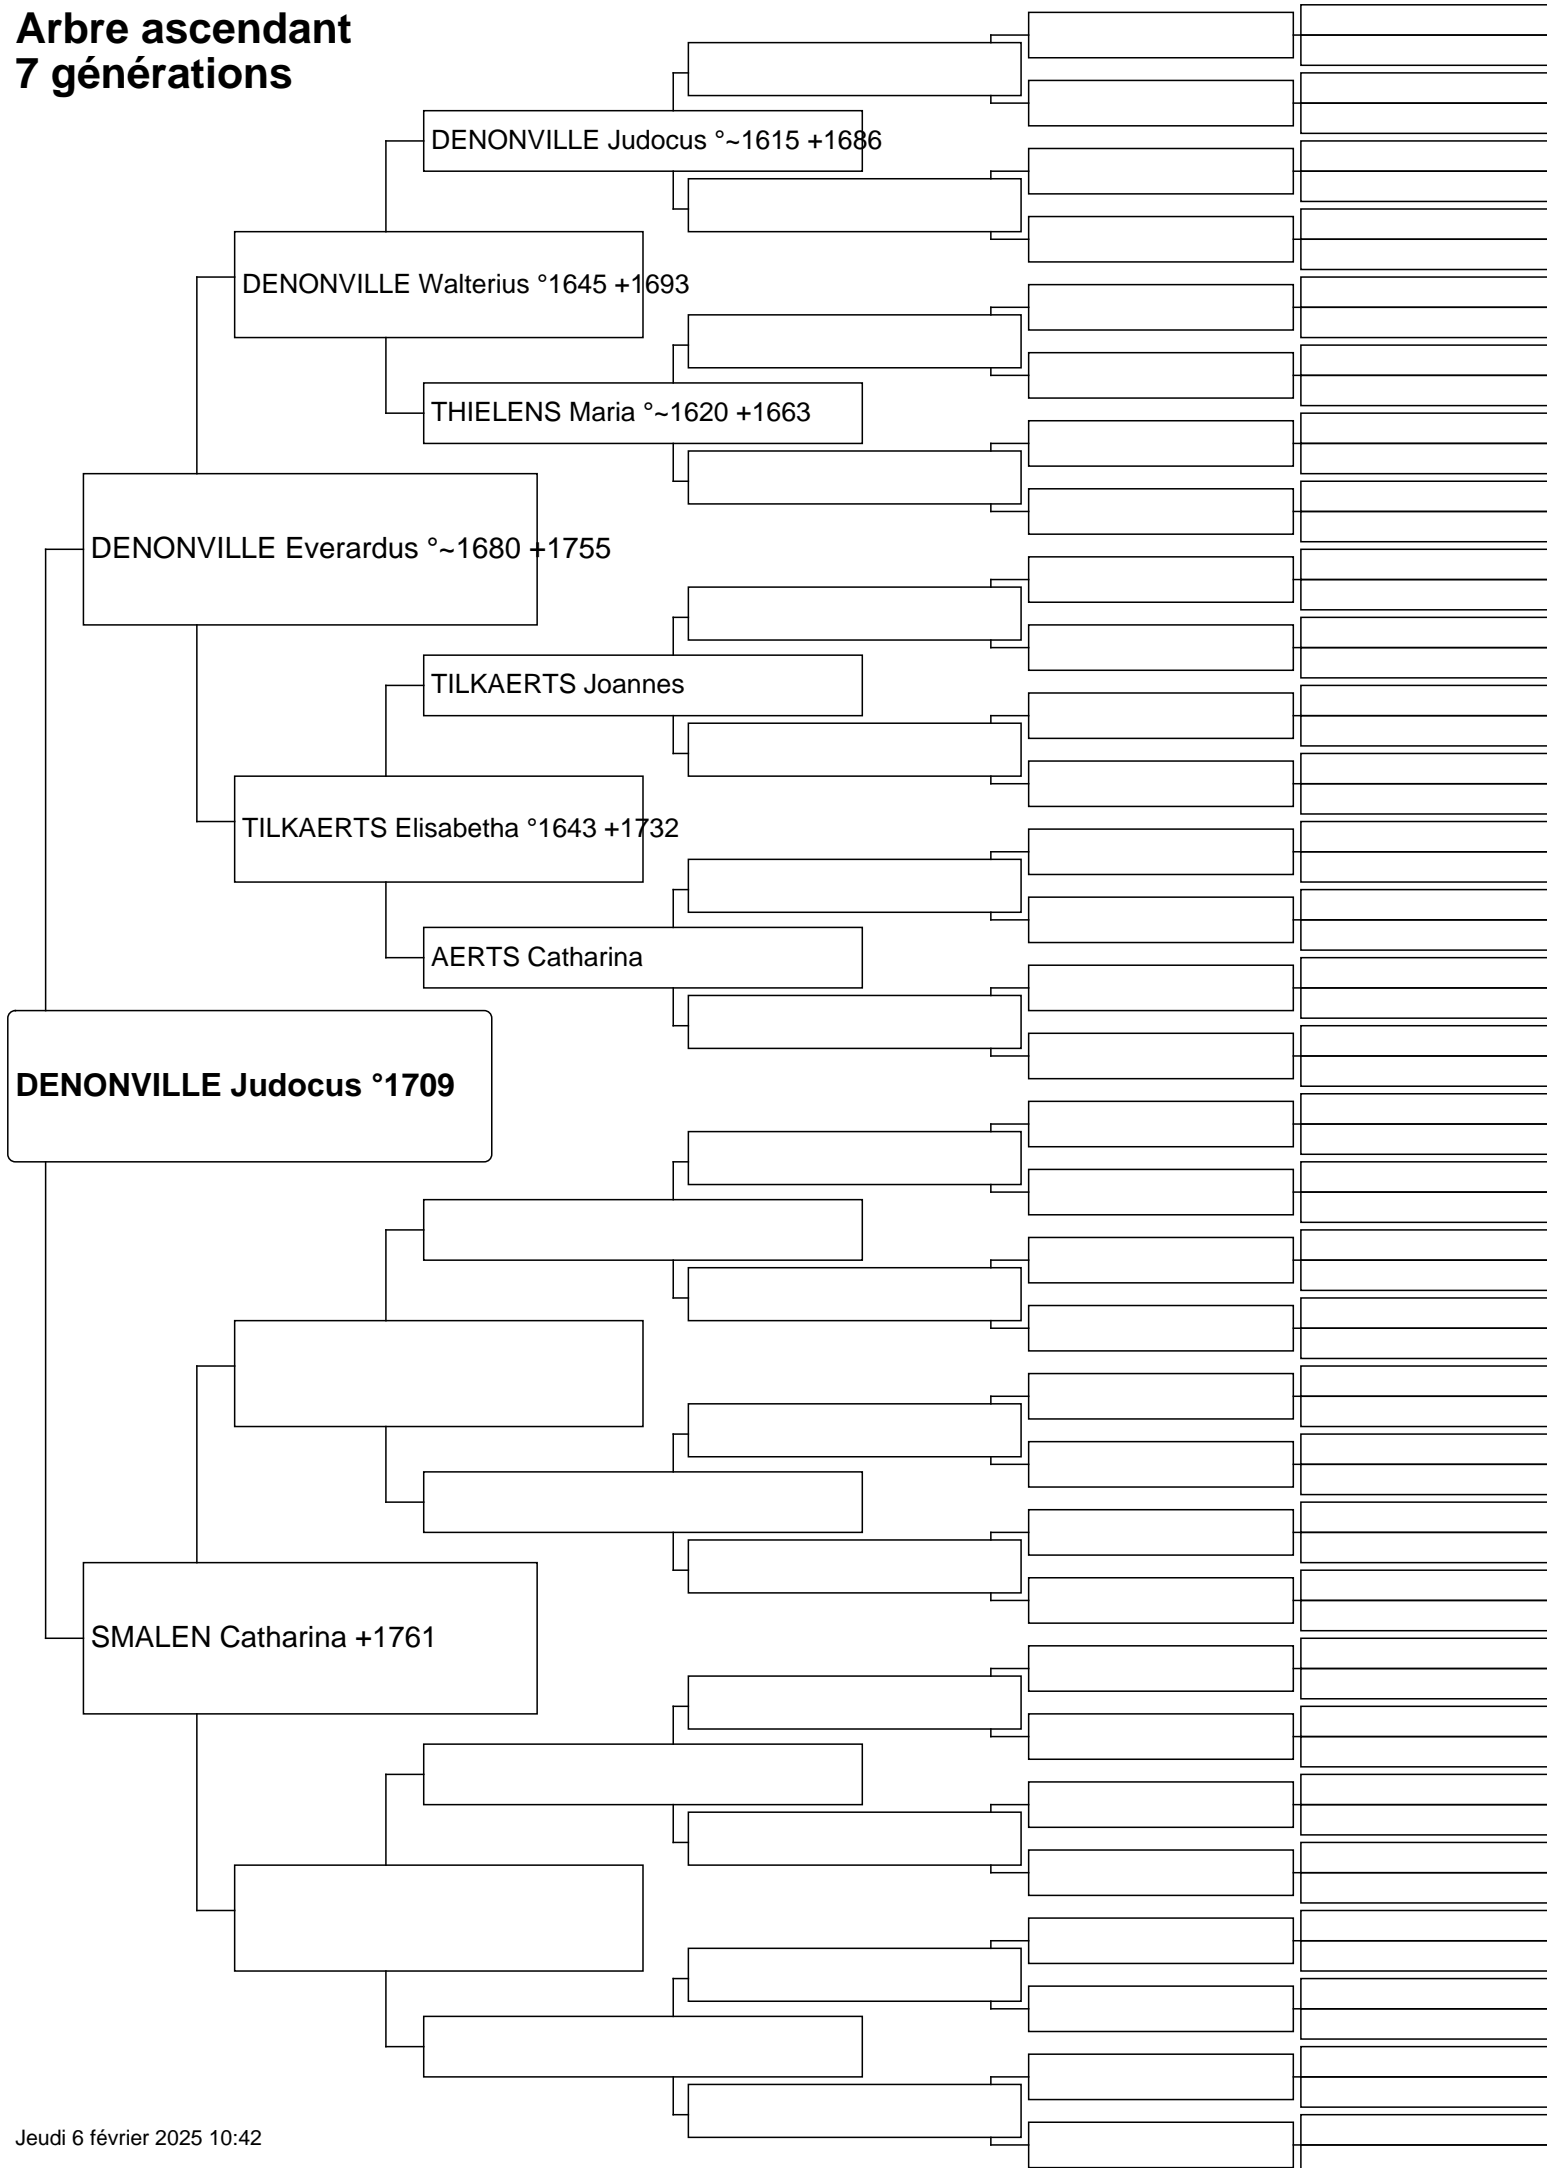 Arbre ascendant
7 générations
DENONVILLE Judocus °~1615 +1686
DENONVILLE Walterius °1645 +1693
THIELENS Maria °~1620 +1663
DENONVILLE Everardus °~1680 +1755
TILKAERTS Joannes
TILKAERTS Elisabetha °1643 +1732
AERTS Catharina
DENONVILLE Judocus °1709
SMALEN Catharina +1761
Jeudi 6 février 2025 10:42